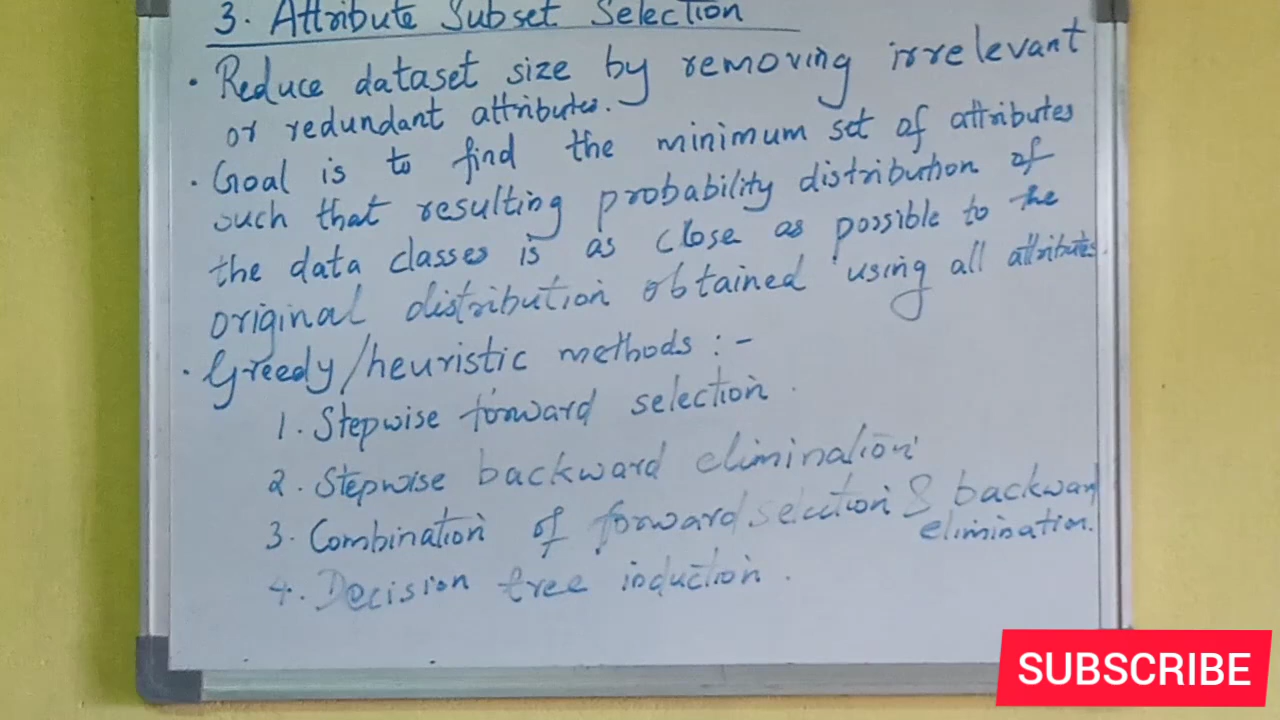 3. Attribute Subset Selection
• Reduce dataset size by removing irrelevant
or redundant attributes.
• Goal is to find the minimum set of attributes
such that resulting probability distribution of
the data classes is as close as possible to the
original distribution obtained using all attributes.
• Greedy/heuristic methods :-
1. Stepwise forward selection.
2. Stepwise backward elimination
3. Combination of forward selection & backward
elimination.
4. Decision tree induction.
SUBSCRIBE